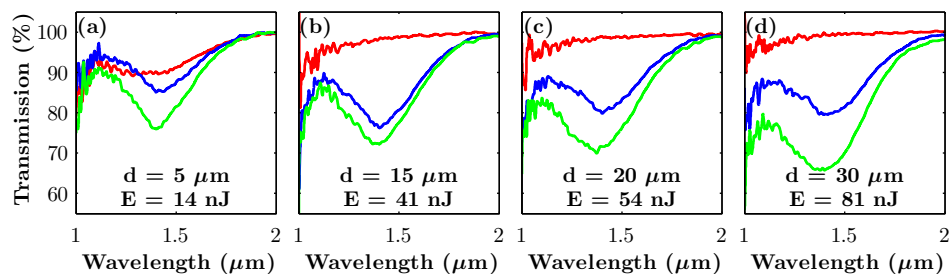 Transmission (%)
100
90
80
70
60
(a)
d = 5 μm
E = 14 nJ
1
1.5
2
Wavelength (μm)
(b)
d = 15 μm
E = 41 nJ
1
1.5
2
Wavelength (μm)
(c)
d = 20 μm
E = 54 nJ
1
1.5
2
Wavelength (μm)
(d)
d = 30 μm
E = 81 nJ
1
1.5
2
Wavelength (μm)